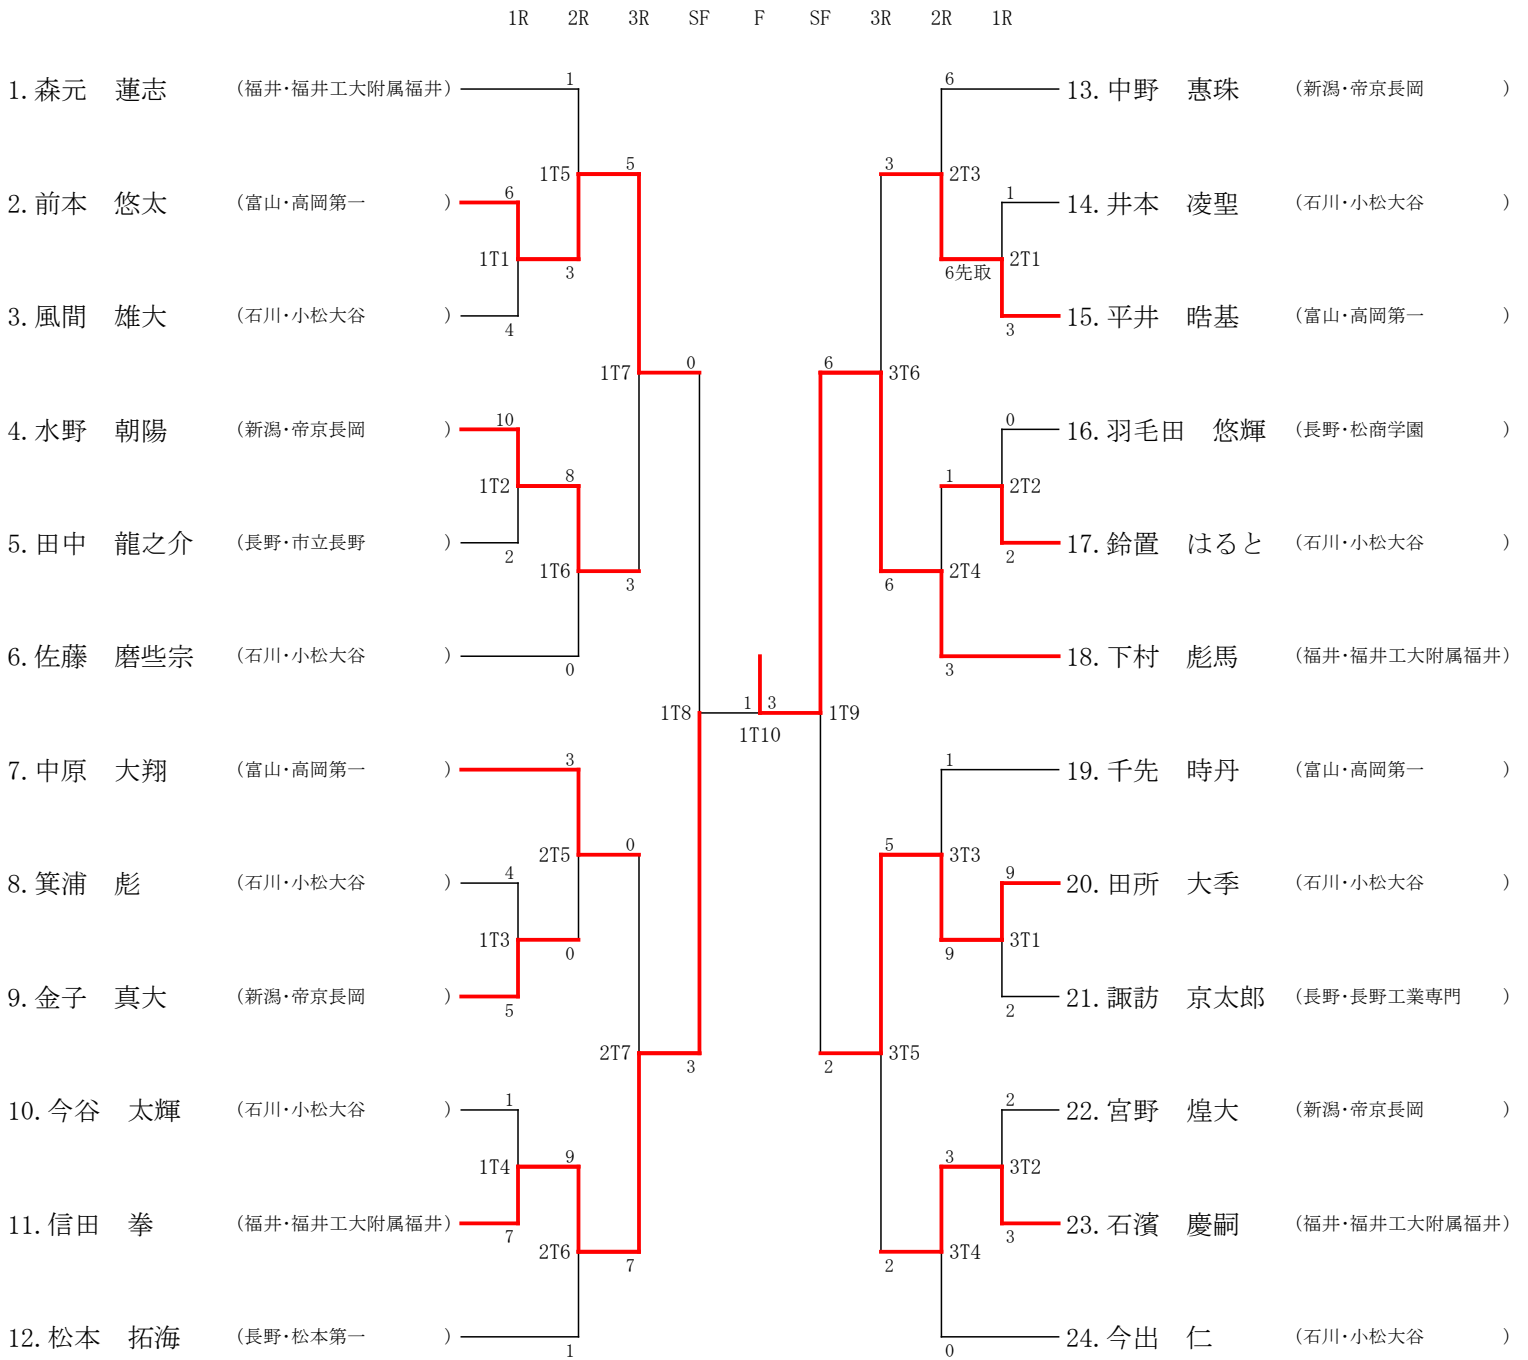 1R 2R 3R SF F SF 3R 2R 1R
1 6
1.森元 蓮志 (福井・福井工大附属福井) 13.中野 惠珠 (新潟・帝京長岡 )
5 3
1T5 2T3
6 1
2.前本 悠太 (富山・高岡第一 ) 14.井本 凌聖 (石川・小松大谷 )
1T1 2T1
3 6先取
3.風間 雄大 (石川・小松大谷 ) 15.平井 晧基 (富山・高岡第一 )
4 3
0 6
1T7 3T6
10 0
4.水野 朝陽 (新潟・帝京長岡 ) 16.羽毛田 悠輝 (長野・松商学園 )
8 1
1T2 2T2
5.田中 龍之介 (長野・市立長野 ) 17.鈴置 はると (石川・小松大谷 )
2 2
1T6 2T4
3 6
6.佐藤 磨些宗 (石川・小松大谷 ) 18.下村 彪馬 (福井・福井工大附属福井)
0 3
1 3
1T8 1T9
1T10
3 1
7.中原 大翔 (富山・高岡第一 ) 19.千先 時丹 (富山・高岡第一 )
0 5
2T5 3T3
4 9
8.箕浦 彪 (石川・小松大谷 ) 20.田所 大季 (石川・小松大谷 )
1T3 3T1
0 9
9.金子 真大 (新潟・帝京長岡 ) 21.諏訪 京太郎 (長野・長野工業専門 )
5 2
2T7 3T5
3 2
1 2
10.今谷 太輝 (石川・小松大谷 ) 22.宮野 煌大 (新潟・帝京長岡 )
9 3
1T4 3T2
11.信田 拳 (福井・福井工大附属福井) 23.石濱 慶嗣 (福井・福井工大附属福井)
7 3
2T6 3T4
7 2
12.松本 拓海 (長野・松本第一 ) 24.今出 仁 (石川・小松大谷 )
1 0